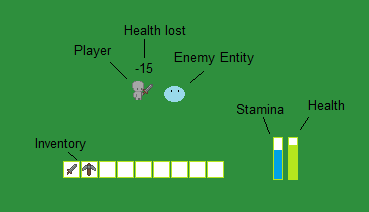 Health lost
Player
Enemy Entity
-15
Stamina
Health
Inventory